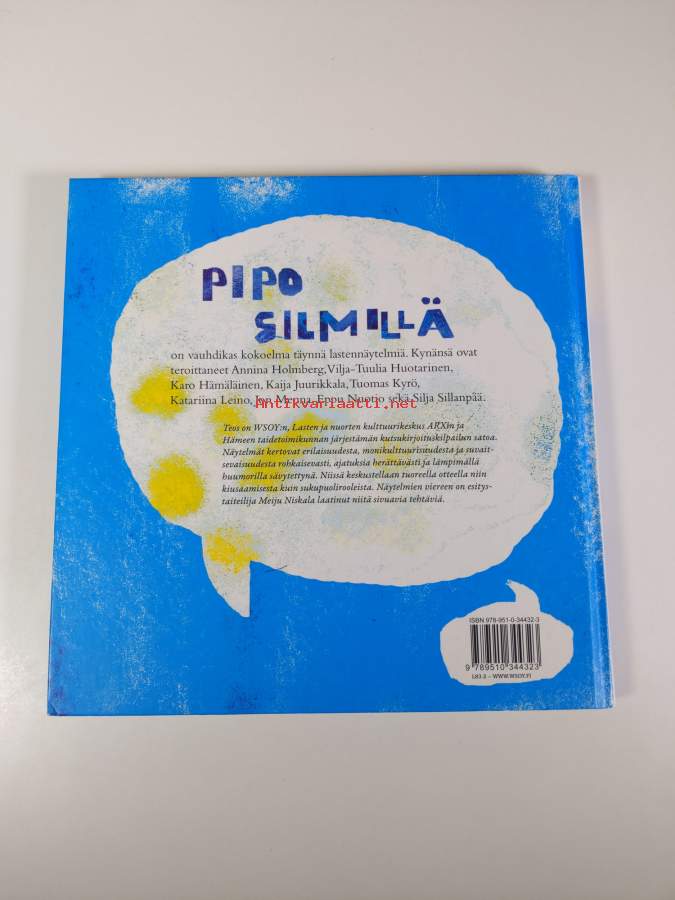 PIPO
SILMILLÄ
on vauhdikas kokoelma täynnä lastennäytelmiä. Kynänsä ovat
teroittaneet Annina Holmberg, Vilja-Tuulia Huotarinen,
Karo Hämäläinen, Kaija Juurikkala, Tuomas Kyrö,
Katariina Leino, Jon Menna, Eppu Nuotio sekä Silja Sillanpää.
antikvariaatti.net
Teos on WSOY:n, Lasten ja nuorten kulttuurikeskus ARXin ja
Hämeen taidetoimikunnan järjestämän kutsukirjoituskilpailun satoa.
Näytelmät kertovat erilaisuudesta, monikulttuurisuudesta ja suvait-
sevaisuudesta rohkaisevasti, ajatuksia herättävästi ja lämpimällä
huumorilla sävytettynä. Niissä keskustellaan tuoreella otteella niin
kiusaamisesta kuin sukupuolirooleista. Näytelmien viereen on esitys-
taiteilija Meiju Niskala laatinut niitä sivuavia tehtäviä.
ISBN 978-951-0-34432-3
9 789510 344323
L83.3 – WWW.WSOY.FI